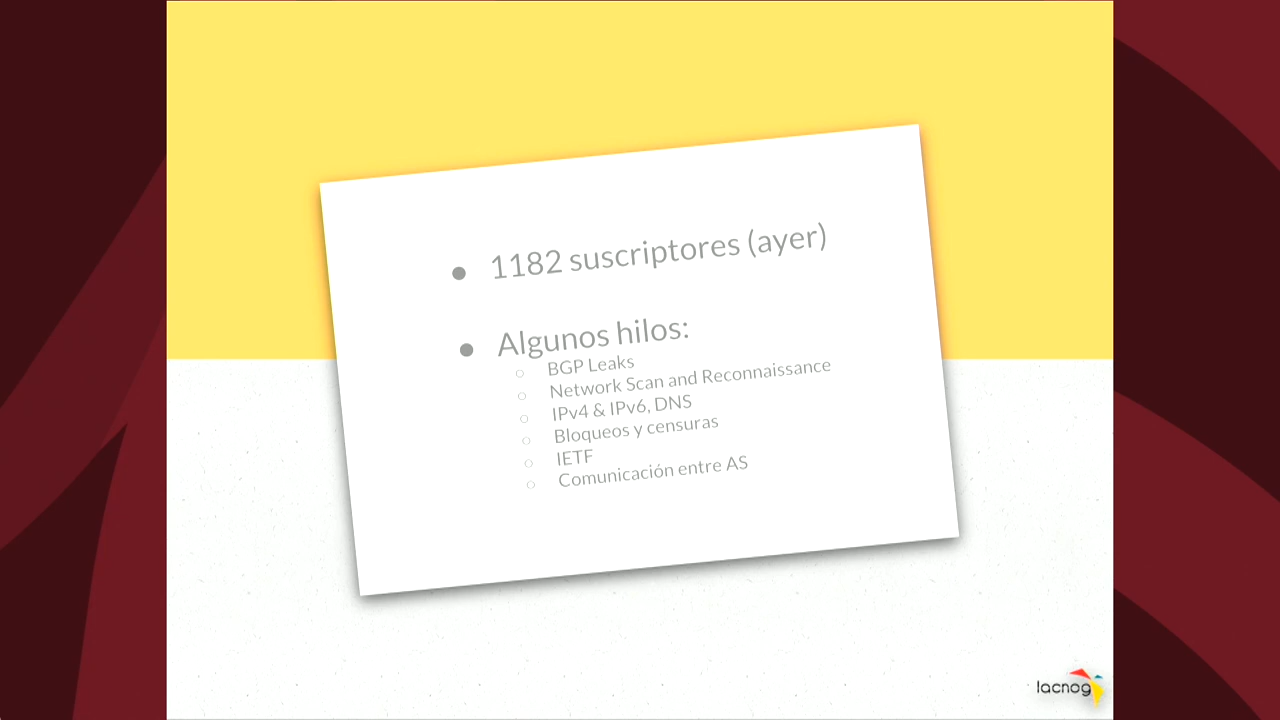 ● 1182 suscriptores (ayer)
● Algunos hilos:
○ BGP Leaks
○ Network Scan and Reconnaissance
○ IPv4 & IPv6, DNS
○ Bloqueos y censuras
○ IETF
○ Comunicación entre AS
lacnog